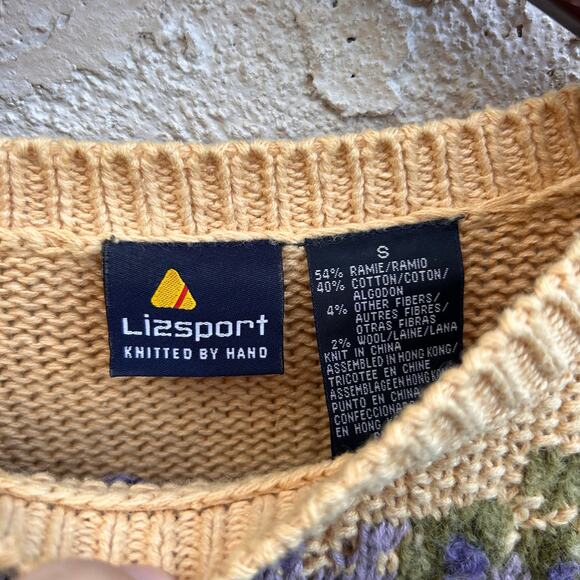 Lizsport
KNITTED BY HAND
S
54% RAMIE/RAMIO
40% COTTON/COTON/
ALGODON
4% OTHER FIBERS/
AUTRES FIBRES/
OTRAS FIBRAS
2% WOOL/LAINE/LANA
KNIT IN CHINA
ASSEMBLED IN HONG KONG/
TRICOTEE EN CHINE
ASSEMBLAGE EN HONG KONG/
PUNTO EN CHINA/
CONFECCIONAD
EN HONG K